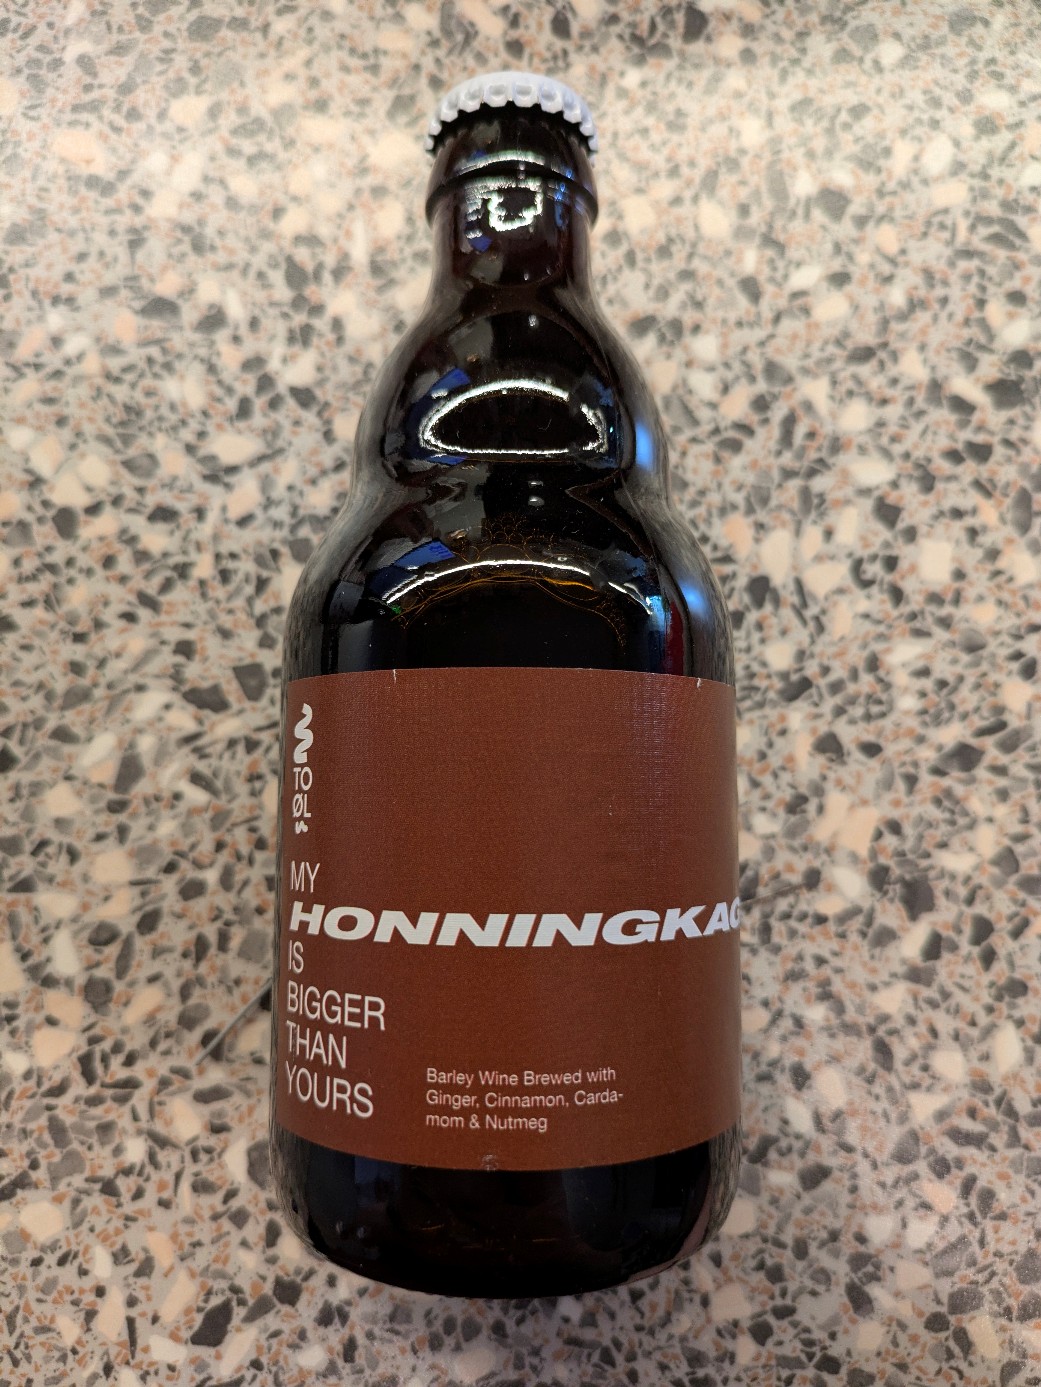 TO
ØL
MY
HONNINGKAG
IS
BIGGER
THAN
YOURS
Barley Wine Brewed with
Ginger, Cinnamon, Carda-
mom & Nutmeg